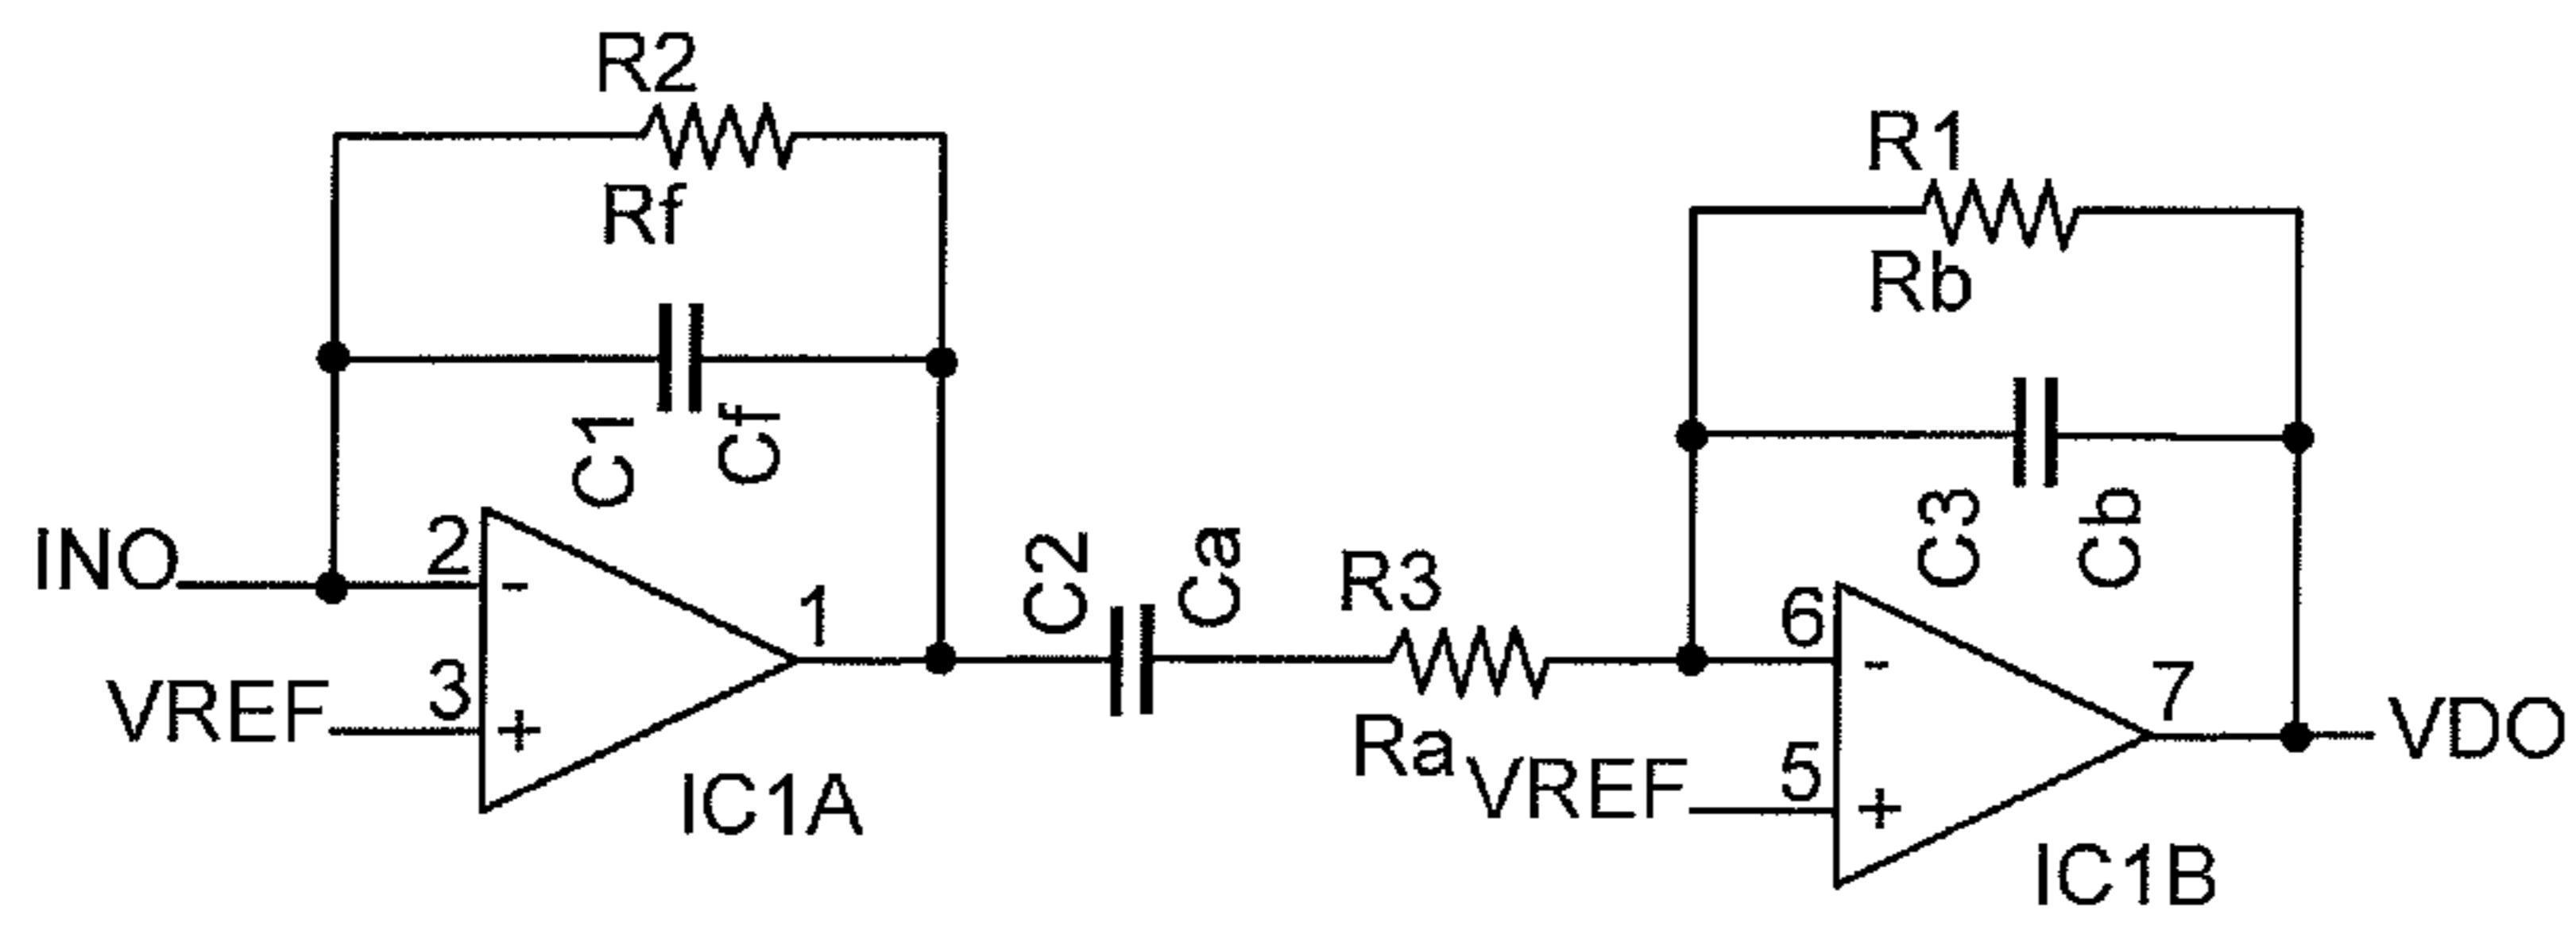 R2
Rf
C1
Cf
INO
2
-
1
VREF
3
+
IC1A
C2
Ca
R3
Ra
R1
Rb
C3
Cb
6
-
7
VREF
5
+
VDO
IC1B